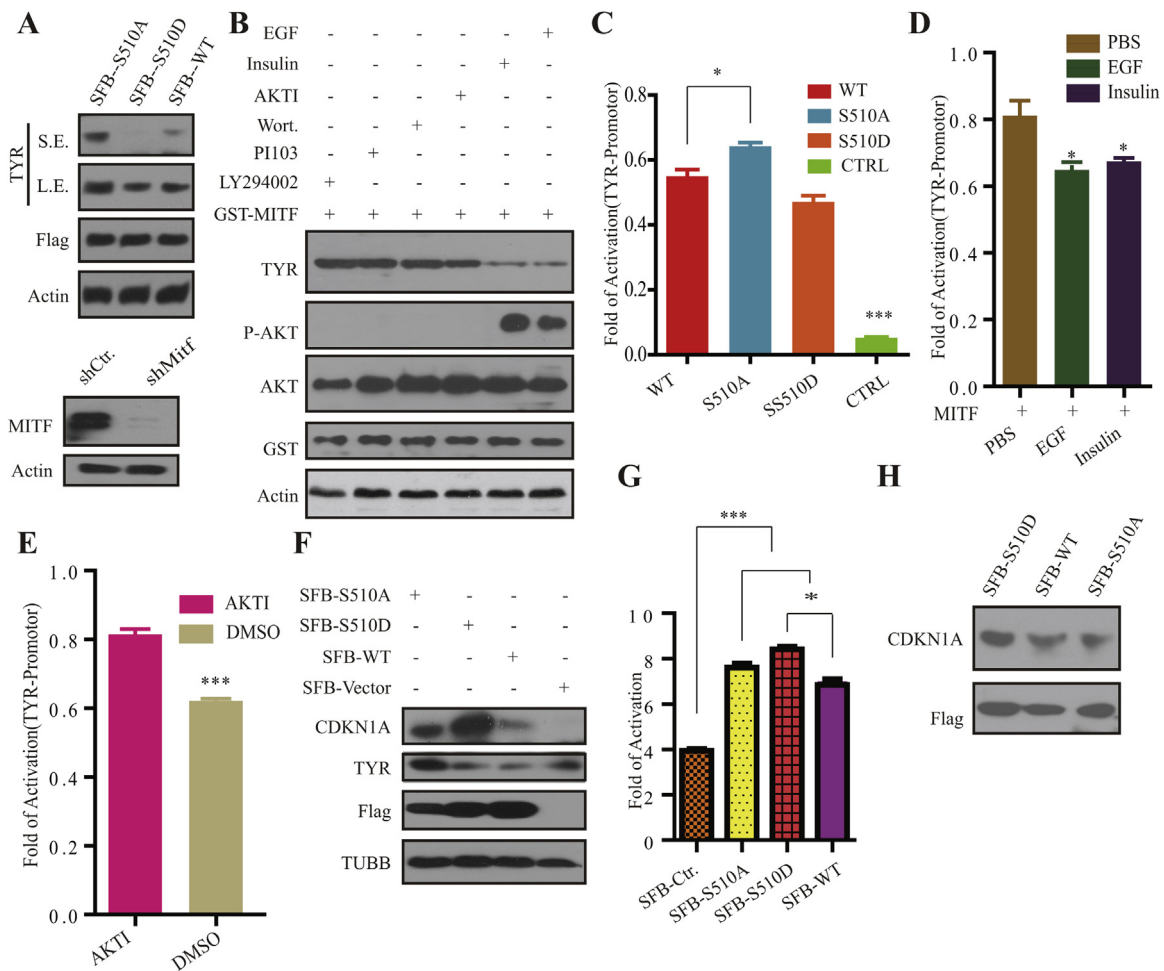 A
SFB--S510A
SFB--S510D
SFB--WT
TYR
S.E.
L.E.
Flag
Actin
shCtr.
shMitf
MITF
Actin
B
EGF - - - - - +
Insulin - - - - + -
AKTI - - - + - -
Wort. - - + - - -
PI103 - + - - - -
LY294002 + - - - - -
GST-MITF + + + + + +
TYR
P-AKT
AKT
GST
Actin
C
Fold of Activation(TYR-Promotor)
0.8
0.6
0.4
0.2
0.0
*
***
WT
S510A
S510D
CTRL
WT
S510A
SS510D
CTRL
D
Fold of Activation(TYR-Promotor)
1.0
0.8
0.6
0.4
0.2
0.0
PBS
EGF
Insulin
*
*
MITF + + +
PBS
EGF
Insulin
E
Fold of Activation(TYR-Promotor)
1.0
0.8
0.6
0.4
0.2
0.0
AKTI
DMSO
***
AKTI
DMSO
F
SFB-S510A + - - -
SFB-S510D - + - -
SFB-WT - - + -
SFB-Vector - - - +
CDKN1A
TYR
Flag
TUBB
G
***
*
Fold of Activation
10
8
6
4
2
0
SFB-Ctr.
SFB-S510A
SFB-S510D
SFB-WT
H
SFB-S510D
SFB-WT
SFB-S510A
CDKN1A
Flag